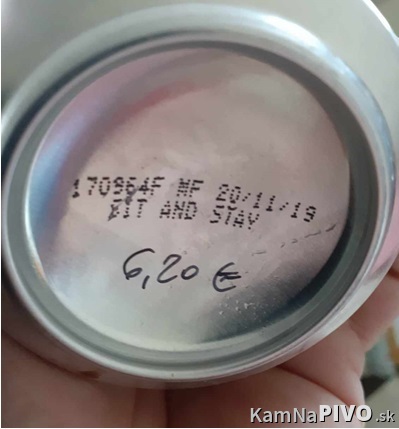 170964F MF 20/11/19
SIT AND STAY
6,20 €
KamNaPIVO.sk